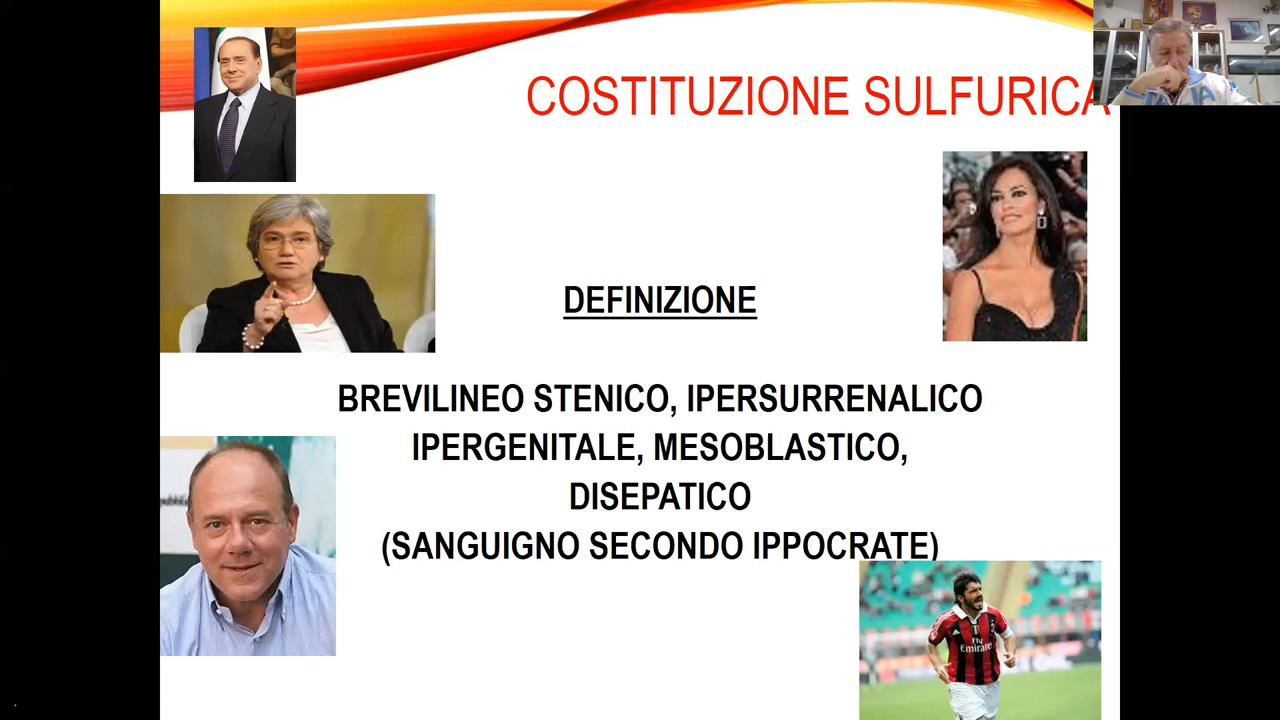 COSTITUZIONE SULFURICA
DEFINIZIONE
BREVILINEO STENICO, IPERSURRENALICO
IPERGENITALE, MESOBLASTICO,
DISEPATICO
(SANGUIGNO SECONDO IPPOCRATE)
Fly
Emirates